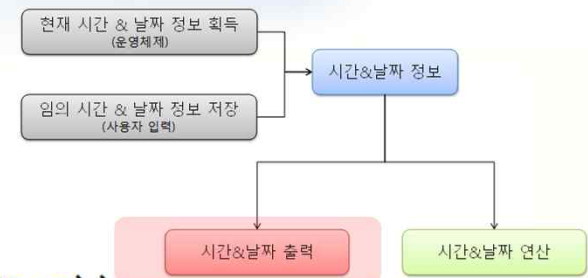 현재 시간 & 날짜 정보 획득
(운영체제)
시간&날짜 정보
임의 시간 & 날짜 정보 저장
(사용자 입력)
시간&날짜 출력
시간&날짜 연산